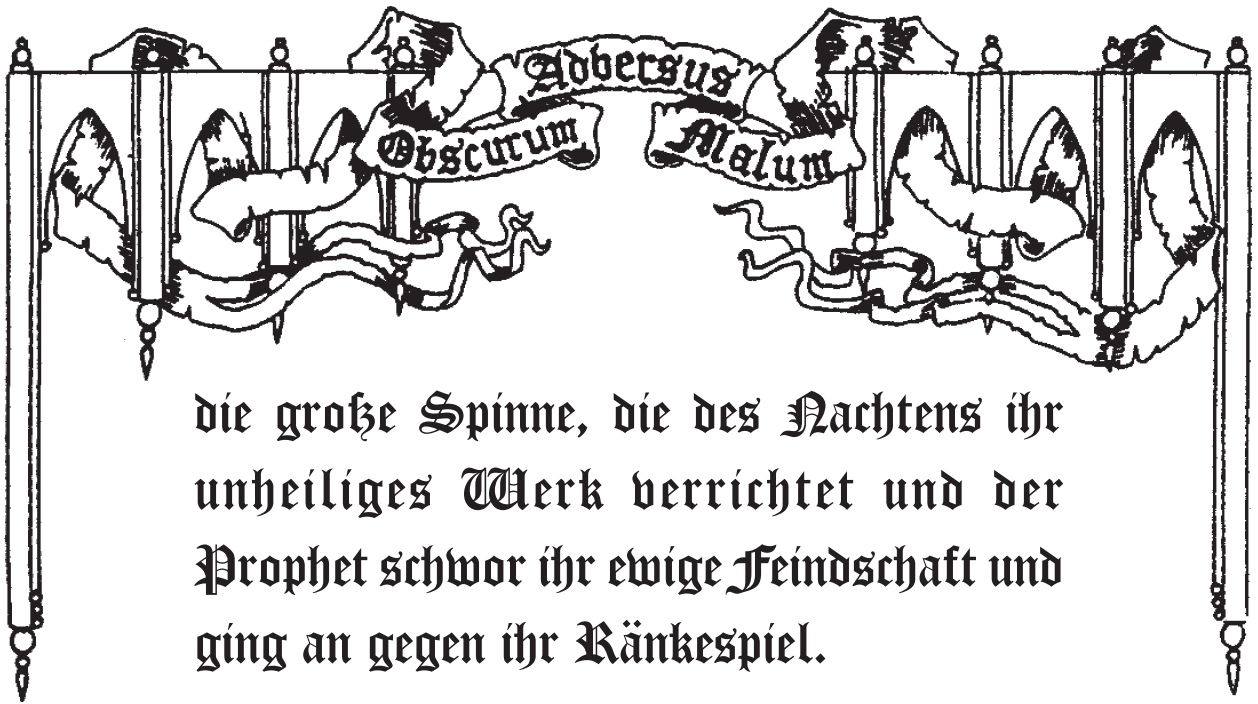 Adversus
Obscurum Malum
die große Spinne, die des Nachtens ihr
unheiliges Werk verrichtet und der
Prophet schwor ihr ewige Feindschaft und
ging an gegen ihr Ränkespiel.